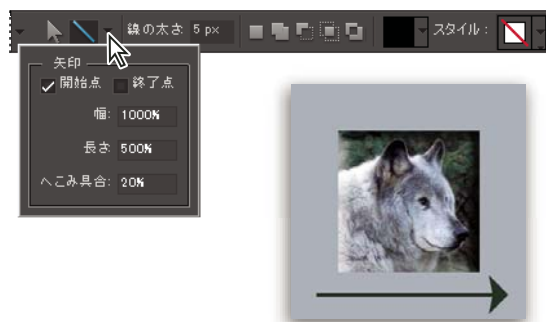 線の太さ 5 px スタイル :
矢印
開始点 終了点
幅: 1000%
長さ 500%
へこみ具合: 20%